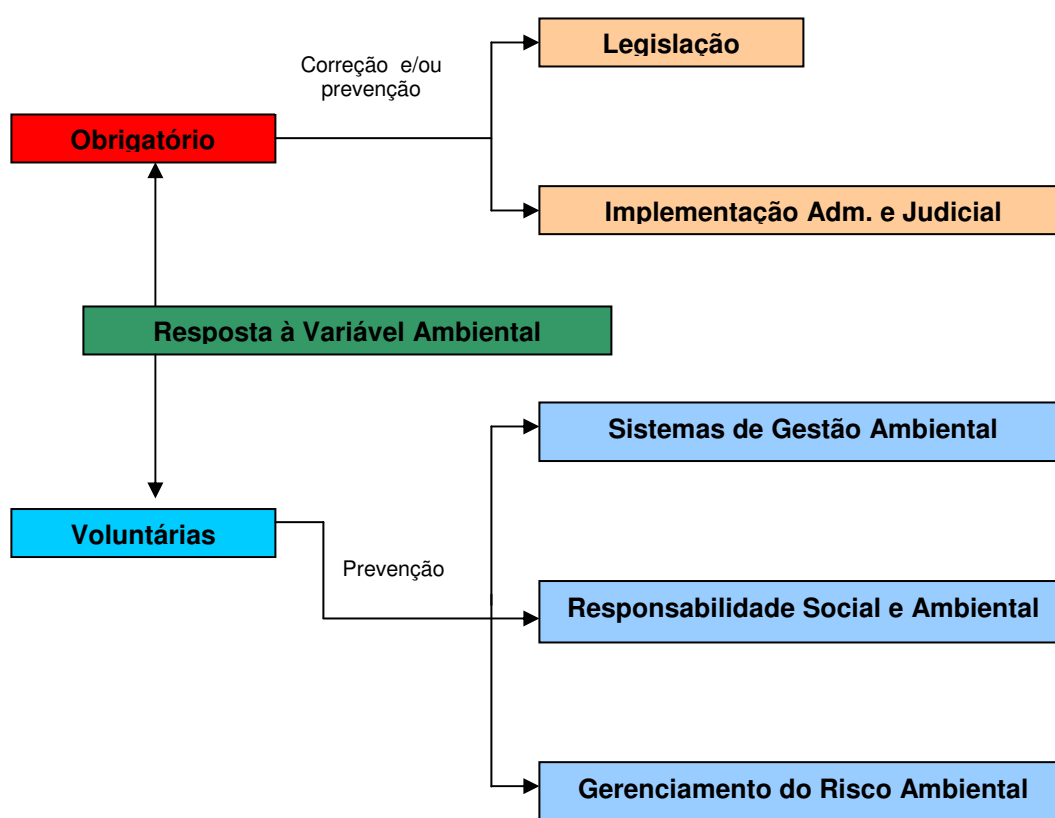 Legislação
Correção e/ou
prevenção
Obrigatório
Implementação Adm. e Judicial
Resposta à Variável Ambiental
Sistemas de Gestão Ambiental
Voluntárias
Prevenção
Responsabilidade Social e Ambiental
Gerenciamento do Risco Ambiental